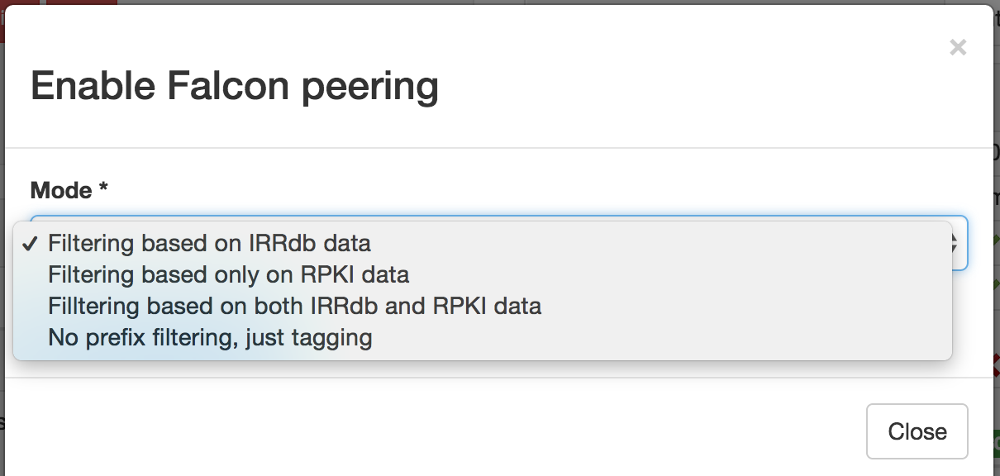 ×
Enable Falcon peering
Mode *
✓ Filtering based on IRRdb data
Filtering based only on RPKI data
Filltering based on both IRRdb and RPKI data
No prefix filtering, just tagging
Close